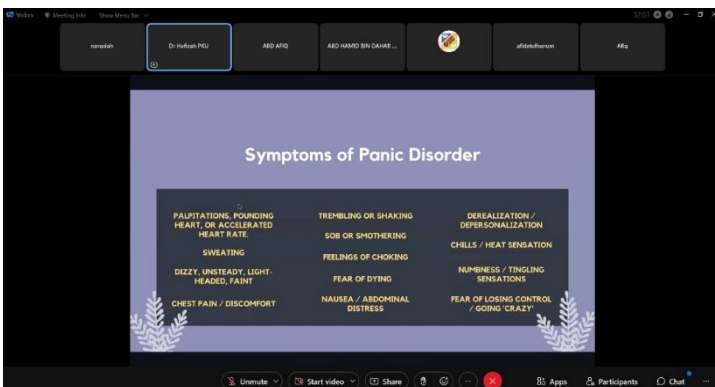 Webex Meeting Info Show Menu Bar 12:03
noraslah Dr Hafizah PKU ABD AFIQ ABD HAMID BIN DAHAR ... afidatulhanum Afiq
Symptoms of Panic Disorder
PALPITATIONS, POUNDING
HEART, OR ACCELERATED
HEART RATE.
SWEATING
DIZZY, UNSTEADY, LIGHT-
HEADED, FAINT
CHEST PAIN / DISCOMFORT
TREMBLING OR SHAKING
SOB OR SMOTHERING
FEELINGS OF CHOKING
FEAR OF DYING
NAUSEA / ABDOMINAL
DISTRESS
DEREALIZATION /
DEPERSONALIZATION
CHILLS / HEAT SENSATION
NUMBNESS / TINGLING
SENSATIONS
FEAR OF LOSING CONTROL
/ GOING 'CRAZY'
Unmute Start video Share Apps Participants Chat